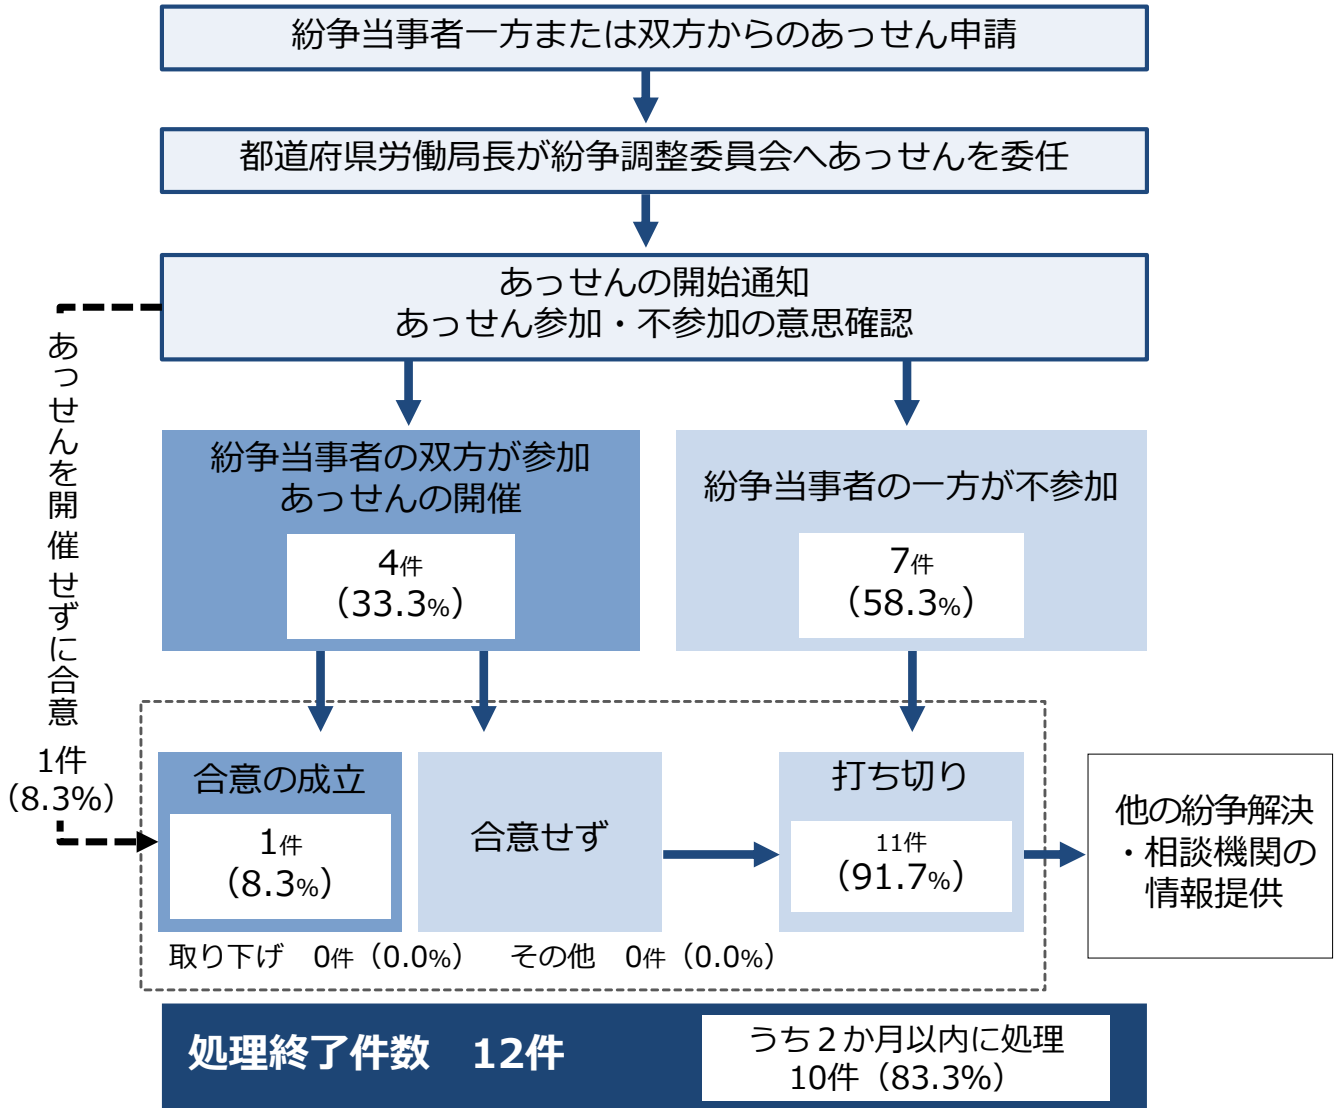 紛争当事者一方または双方からのあっせん申請
都道府県労働局長が紛争調整委員会へあっせんを委任
あっせんの開始通知
あっせん参加・不参加の意思確認
あっせんを開催せずに合意
1件
（8.3%）
紛争当事者の双方が参加
あっせんの開催
4件
（33.3%）
紛争当事者の一方が不参加
7件
（58.3%）
合意の成立
1件
（8.3%）
合意せず
打ち切り
11件
（91.7%）
他の紛争解決
・相談機関の
情報提供
取り下げ　0件（0.0%）　その他　0件（0.0%）
処理終了件数　12件
うち２か月以内に処理
10件（83.3%）